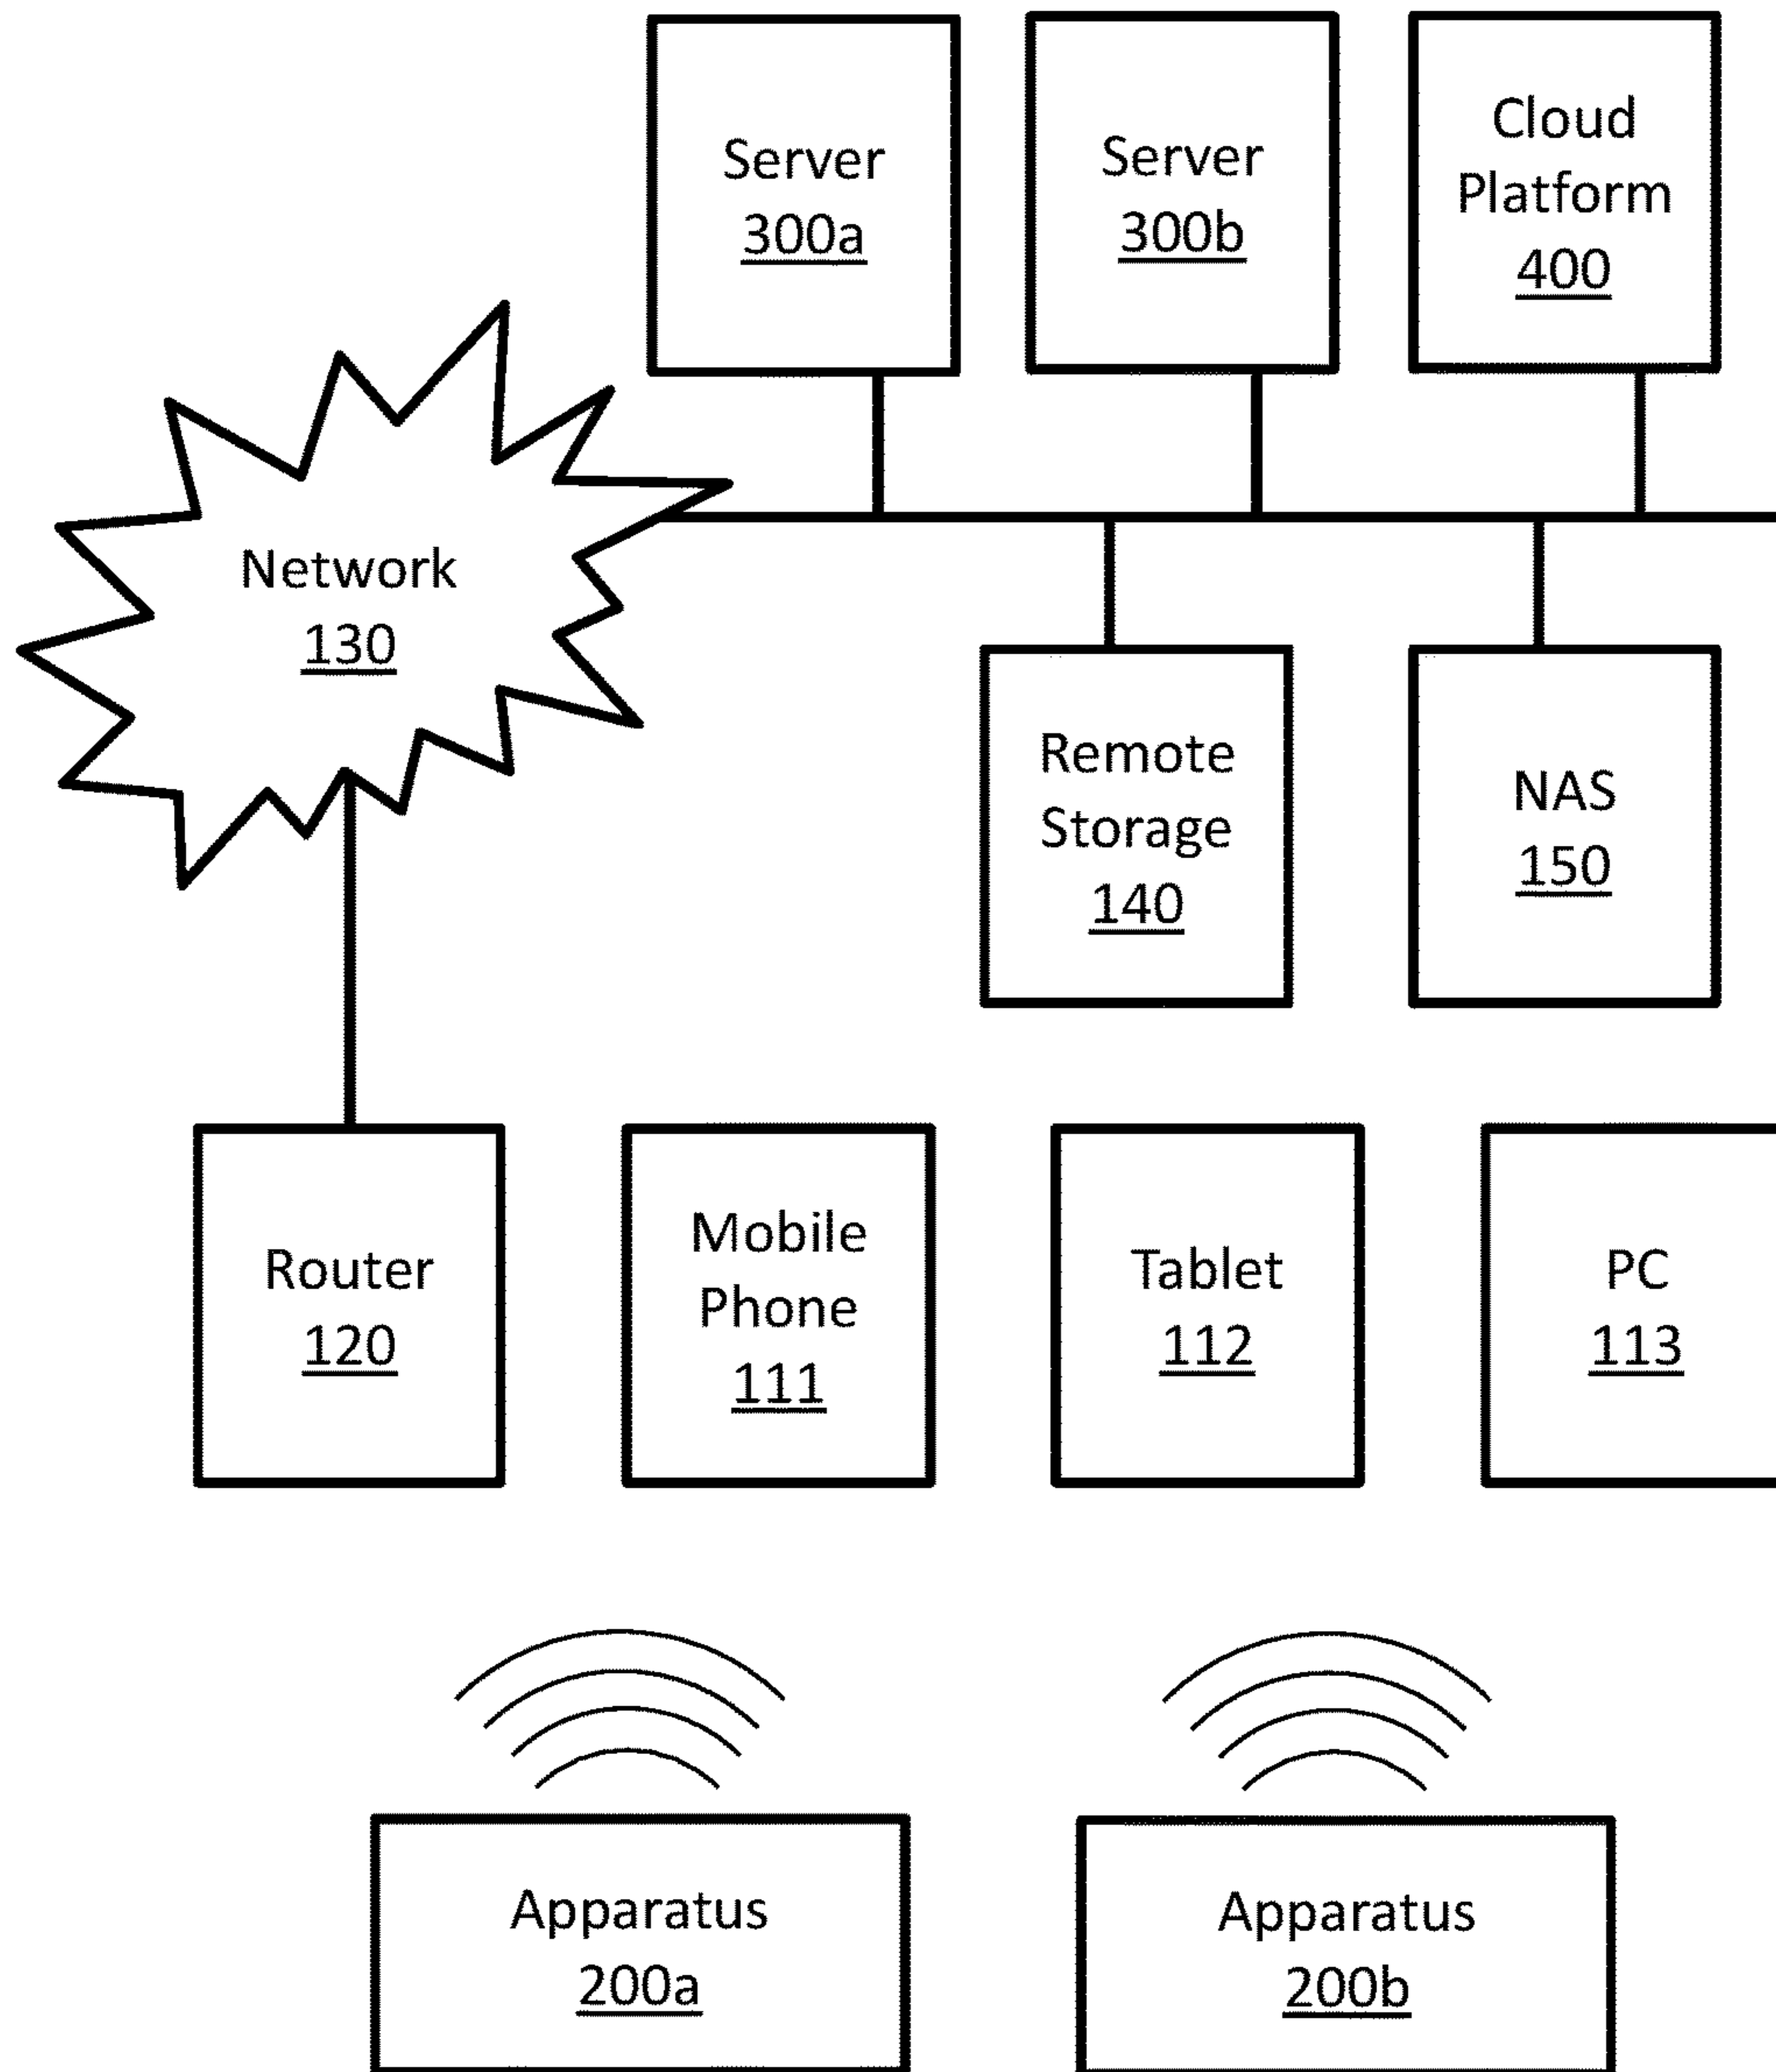 Server
300a
Server
300b
Cloud
Platform
400
Network
130
Remote
Storage
140
NAS
150
Router
120
Mobile
Phone
111
Tablet
112
PC
113
Apparatus
200a
Apparatus
200b